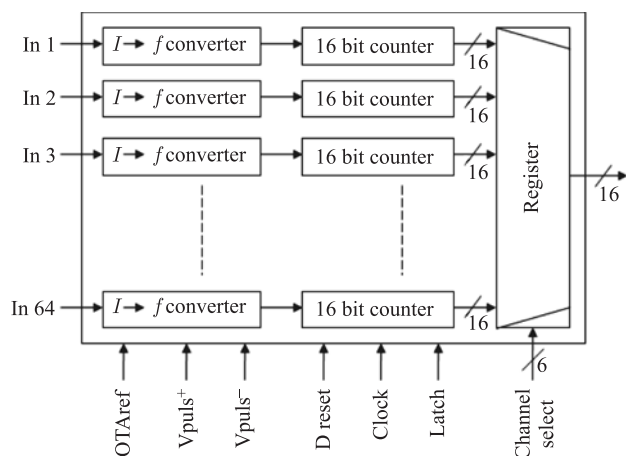 In 1 I → f converter 16 bit counter 16
In 2 I → f converter 16 bit counter 16
In 3 I → f converter 16 bit counter 16
Register
16
In 64 I → f converter 16 bit counter 16
6
OTAref
Vpuls⁺
Vpuls⁻
D reset
Clock
Latch
Channel
select